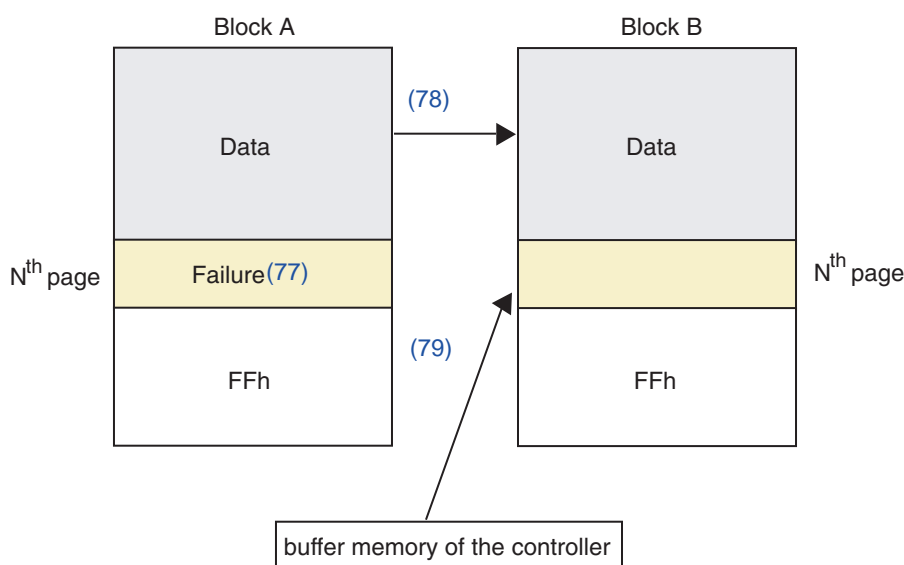 Block A
Block B
(78)
Data
Data
Nth page
Failure(77)
Nth page
(79)
FFh
FFh
buffer memory of the controller